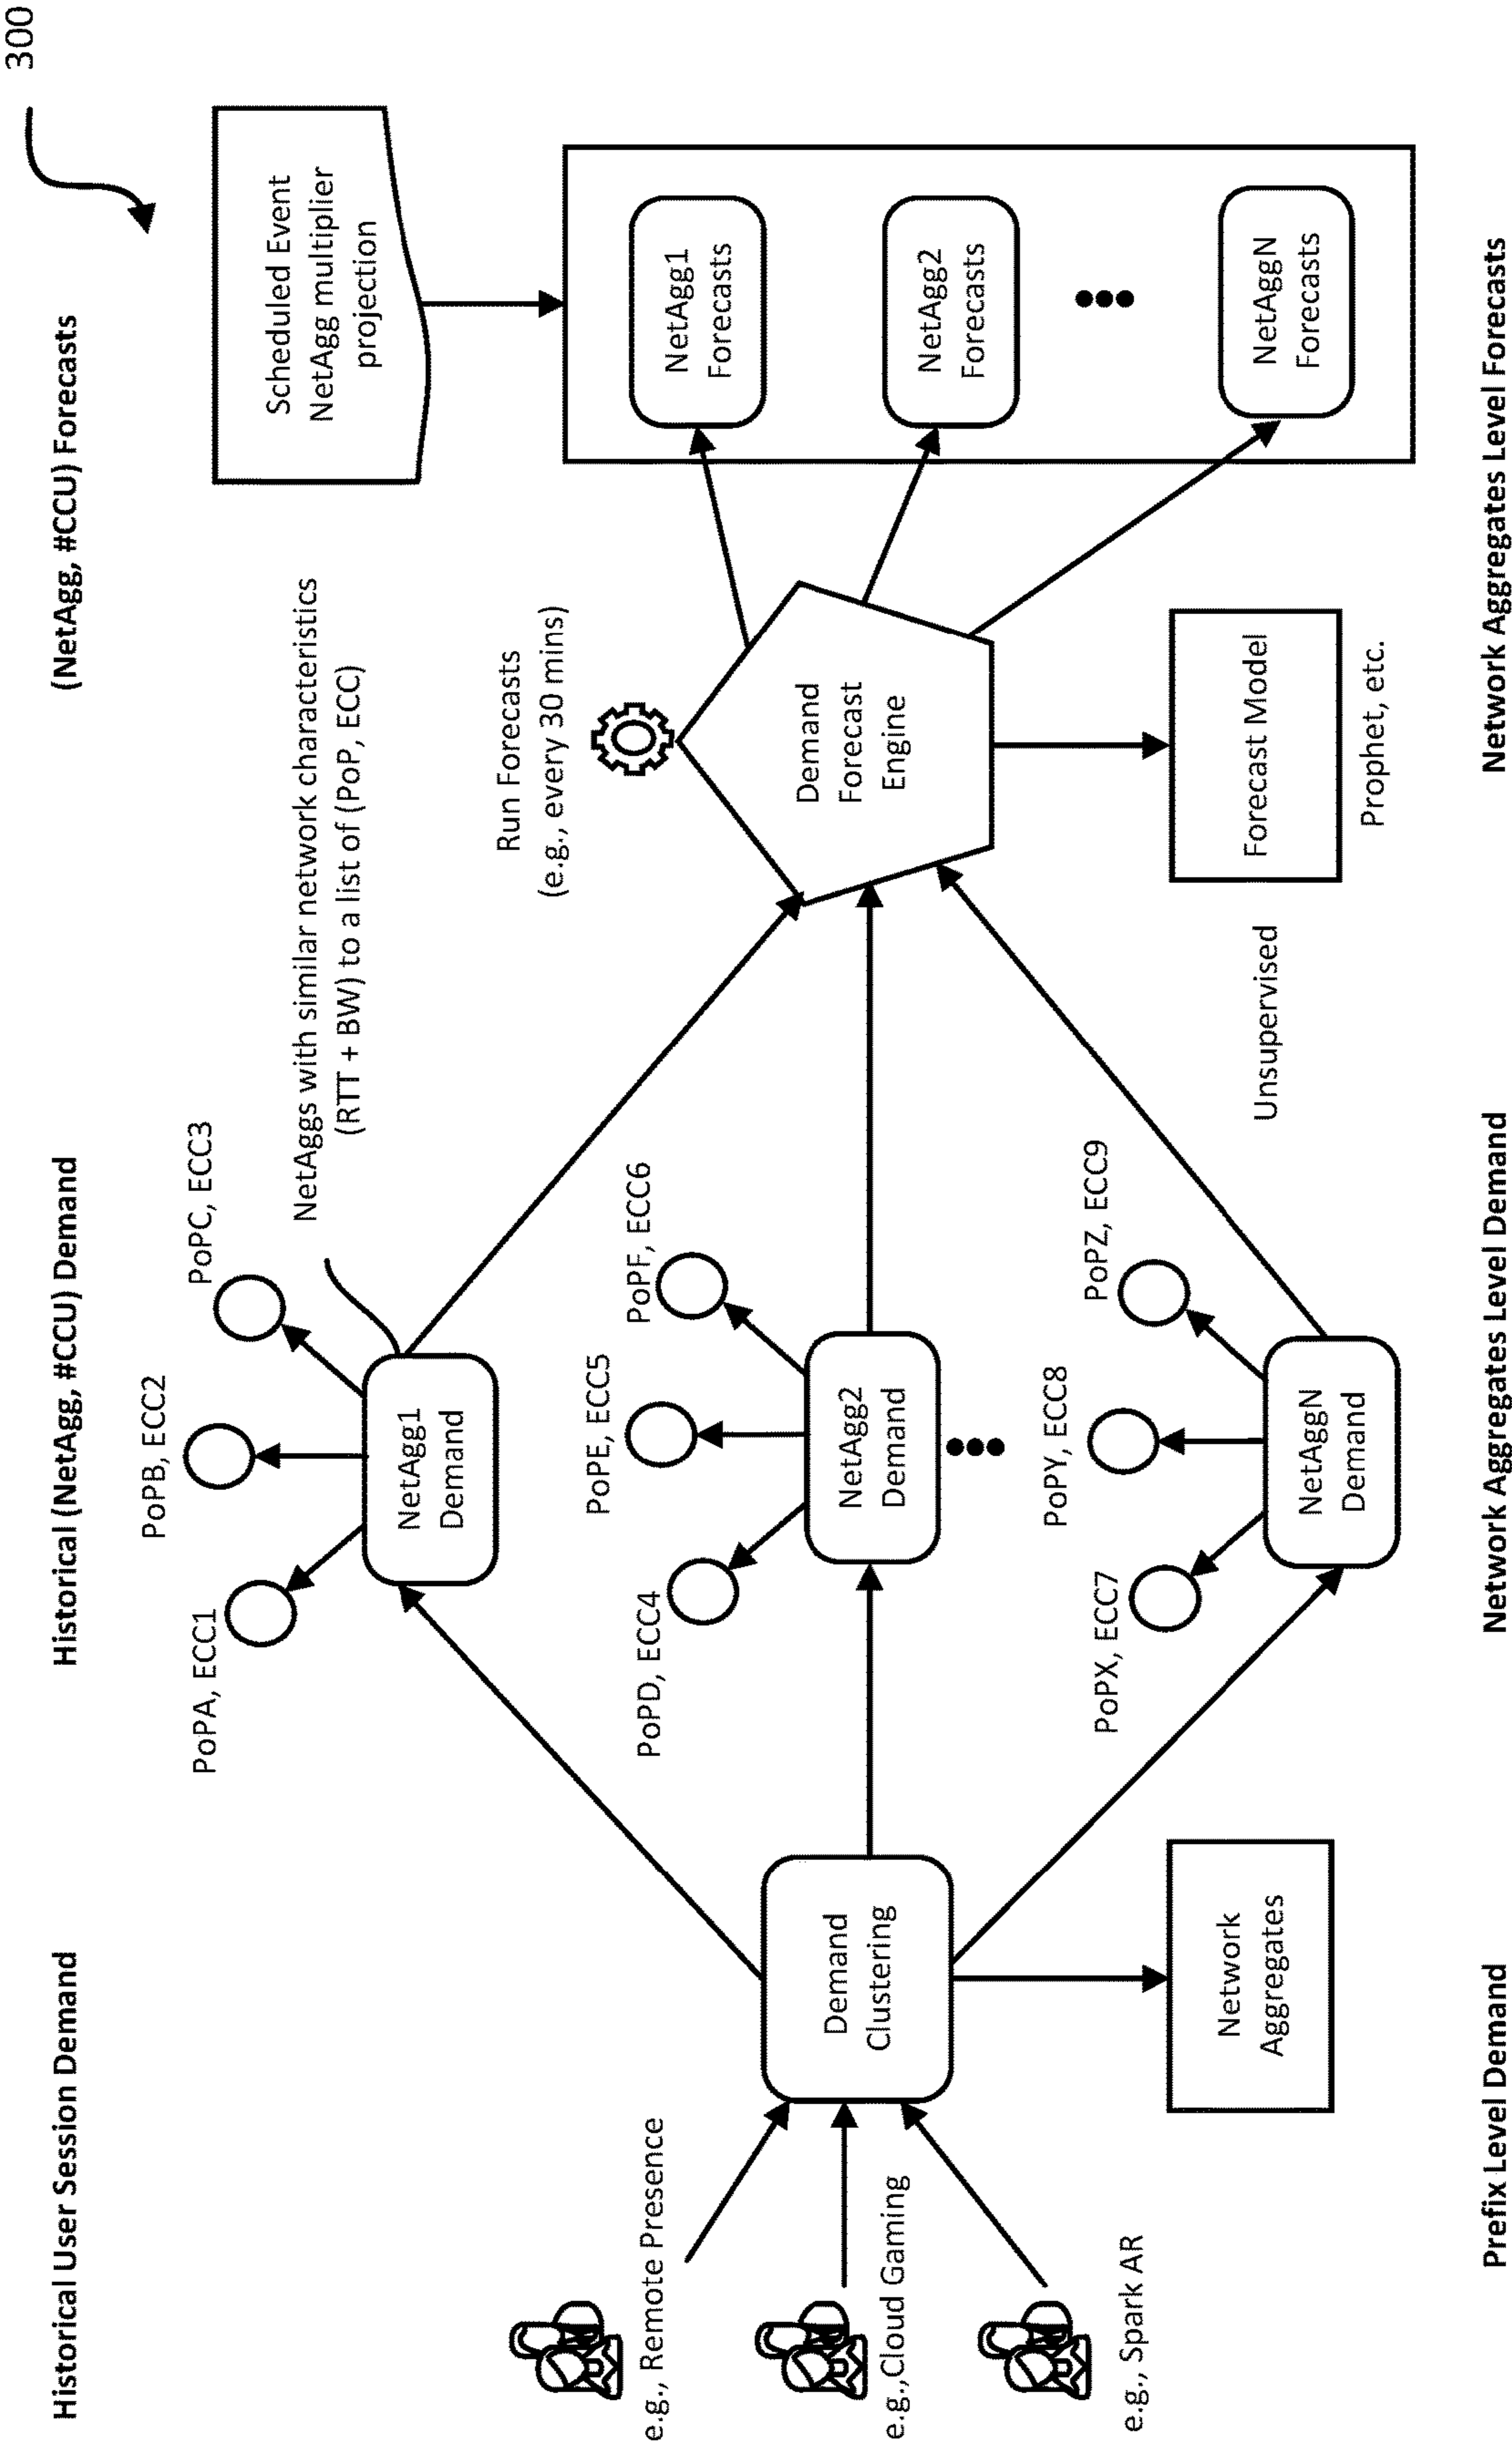 300
Historical User Session Demand
Historical (NetAgg, #CCU) Demand
(NetAgg, #CCU) Forecasts
e.g., Remote Presence
e.g.,Cloud Gaming
e.g., Spark AR
Demand
Clustering
Network
Aggregates
PoPA, ECC1
PoPB, ECC2
PoPC, ECC3
NetAgg1
Demand
NetAggs with similar network characteristics
(RTT + BW) to a list of (PoP, ECC)
PoPD, ECC4
PoPE, ECC5
PoPF, ECC6
NetAgg2
Demand
PoPX, ECC7
PoPY, ECC8
PoPZ, ECC9
NetAggN
Demand
Unsupervised
Run Forecasts
(e.g., every 30 mins)
Demand
Forecast
Engine
Forecast Model
Prophet, etc.
Scheduled Event
NetAgg multiplier
projection
NetAgg1
Forecasts
NetAgg2
Forecasts
NetAggN
Forecasts
Prefix Level Demand
Network Aggregates Level Demand
Network Aggregates Level Forecasts